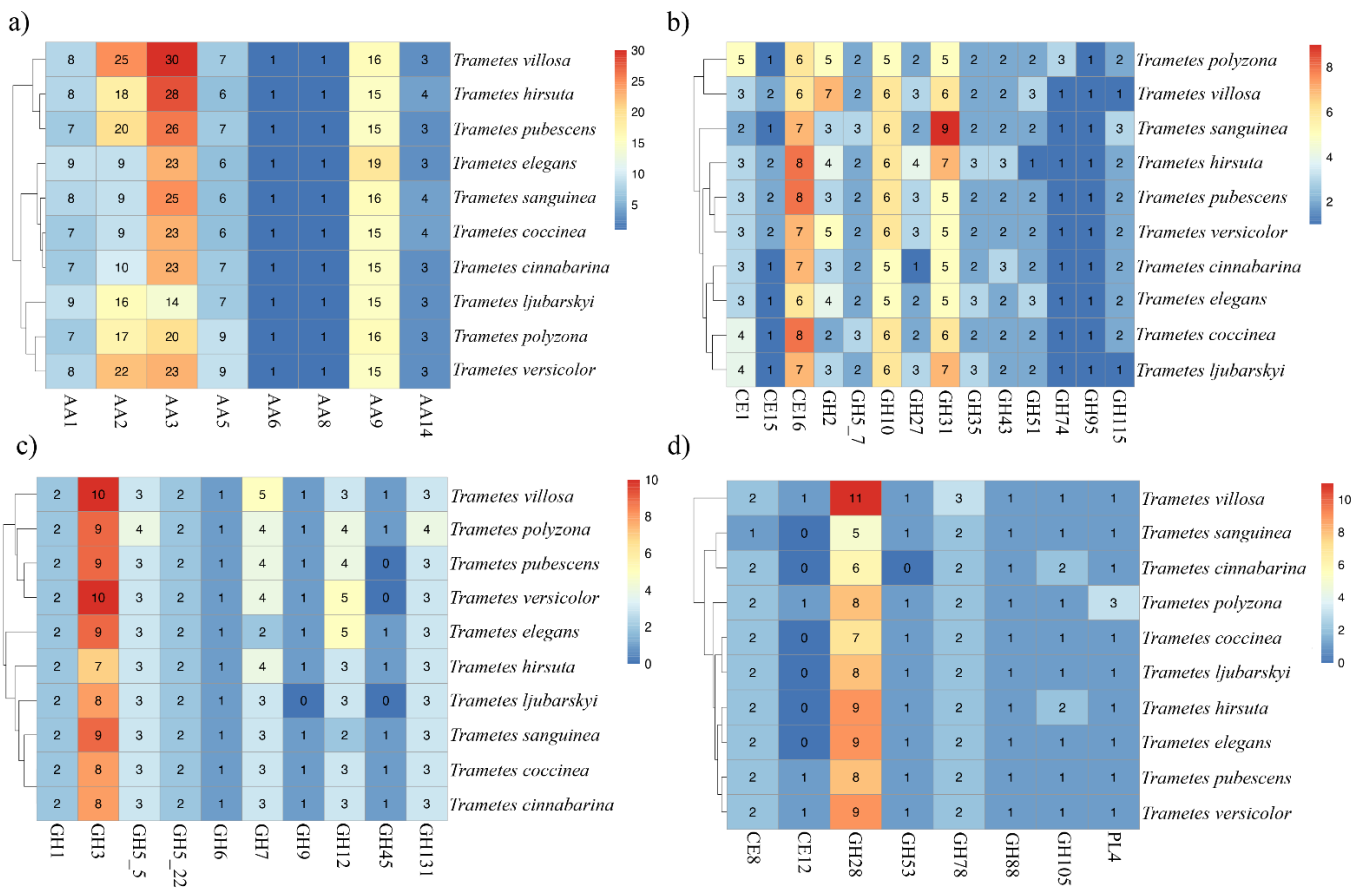 a)
8 25 30 7 1 1 16 3 Trametes villosa
8 18 28 6 1 1 15 4 Trametes hirsuta
7 20 26 7 1 1 15 3 Trametes pubescens
9 9 23 6 1 1 19 3 Trametes elegans
8 9 25 6 1 1 16 4 Trametes sanguinea
7 9 23 6 1 1 15 4 Trametes coccinea
7 10 23 7 1 1 15 3 Trametes cinnabarina
9 16 14 7 1 1 15 3 Trametes ljubarskyi
7 17 20 9 1 1 16 3 Trametes polyzona
8 22 23 9 1 1 15 3 Trametes versicolor
AA1 AA2 AA3 AA5 AA6 AA8 AA9 AA14
30
25
20
15
10
5
b)
5 1 6 5 2 5 2 5 2 2 2 3 1 2 Trametes polyzona
3 2 6 7 2 6 3 6 2 2 3 1 1 1 Trametes villosa
2 1 7 3 3 6 2 9 2 2 2 1 1 3 Trametes sanguinea
3 2 8 4 2 6 4 7 3 3 1 1 1 2 Trametes hirsuta
3 2 8 3 2 6 3 5 2 2 2 1 1 2 Trametes pubescens
3 2 7 5 2 6 3 5 2 2 2 1 1 2 Trametes versicolor
3 1 7 3 2 5 1 5 2 3 2 1 1 2 Trametes cinnabarina
3 1 6 4 2 5 2 5 3 2 3 1 1 2 Trametes elegans
4 1 8 2 3 6 2 6 2 2 2 1 1 2 Trametes coccinea
4 1 7 3 2 6 3 7 3 2 2 1 1 1 Trametes ljubarskyi
CE1 CE15 CE16 GH2 GH5_7 GH10 GH27 GH31 GH35 GH43 GH51 GH74 GH95 GH115
8
6
4
2
c)
2 10 3 2 1 5 1 3 1 3 Trametes villosa
2 9 4 2 1 4 1 4 1 4 Trametes polyzona
2 9 3 2 1 4 1 4 0 3 Trametes pubescens
2 10 3 2 1 4 1 5 0 3 Trametes versicolor
2 9 3 2 1 2 1 5 1 3 Trametes elegans
2 7 3 2 1 4 1 3 1 3 Trametes hirsuta
2 8 3 2 1 3 0 3 0 3 Trametes ljubarskyi
2 9 3 2 1 3 1 2 1 3 Trametes sanguinea
2 8 3 2 1 3 1 3 1 3 Trametes coccinea
2 8 3 2 1 3 1 3 1 3 Trametes cinnabarina
GH1 GH3 GH5_5 GH5_22 GH6 GH7 GH9 GH12 GH45 GH131
10
8
6
4
2
0
d)
2 1 11 1 3 1 1 1 Trametes villosa
1 0 5 1 2 1 1 1 Trametes sanguinea
2 0 6 0 2 1 2 1 Trametes cinnabarina
2 1 8 1 2 1 1 3 Trametes polyzona
2 0 7 1 2 1 1 1 Trametes coccinea
2 0 8 1 2 1 1 1 Trametes ljubarskyi
2 0 9 1 2 1 2 1 Trametes hirsuta
2 0 9 1 2 1 1 1 Trametes elegans
2 1 8 1 2 1 1 1 Trametes pubescens
2 1 9 1 2 1 1 1 Trametes versicolor
CE8 CE12 GH28 GH53 GH78 GH88 GH105 PL4
10
8
6
4
2
0